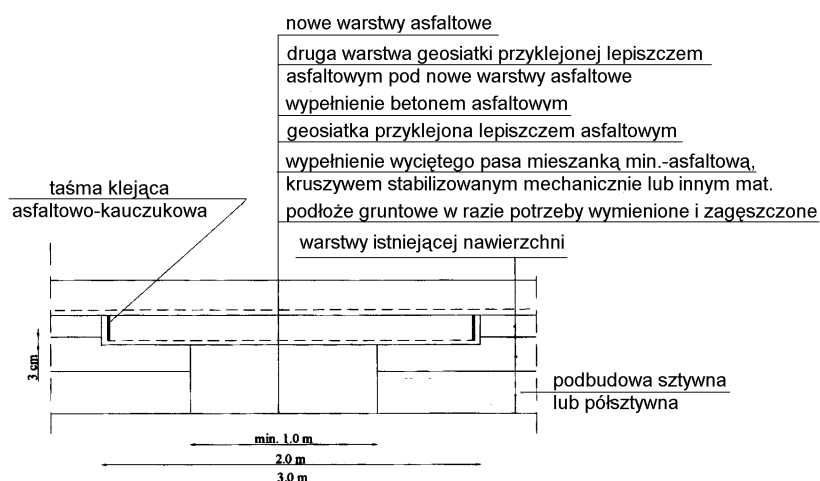 nowe warstwy asfaltowe
druga warstwa geosiatki przyklejonej lepiszczem
asfaltowym pod nowe warstwy asfaltowe
wypełnienie betonem asfaltowym
geosiatka przyklejona lepiszczem asfaltowym
wypełnienie wyciętego pasa mieszanką min.-asfaltową,
kruszywem stabilizowanym mechanicznie lub innym mat.
podłoże gruntowe w razie potrzeby wymienione i zagęszczone
warstwy istniejącej nawierzchni
taśma klejąca
asfaltowo-kauczukowa
3 cm
podbudowa sztywna
lub półsztywna
min. 1.0 m
2.0 m
3.0 m